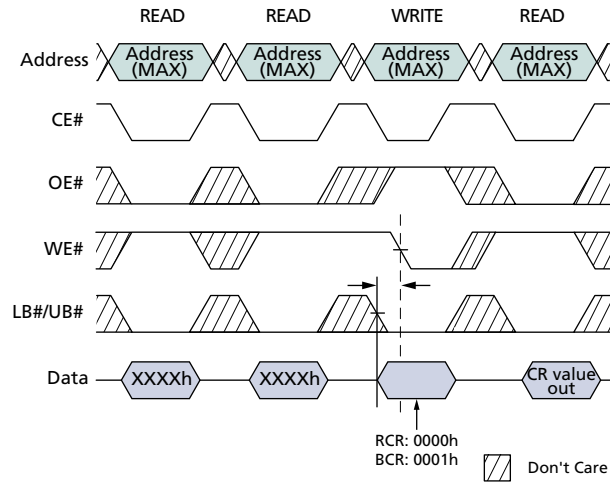 READ READ WRITE READ
Address
Address
(MAX)
Address
(MAX)
Address
(MAX)
Address
(MAX)
CE#
OE#
WE#
LB#/UB#
Data
XXXXh
XXXXh
CR value
out
RCR: 0000h
BCR: 0001h
Don't Care